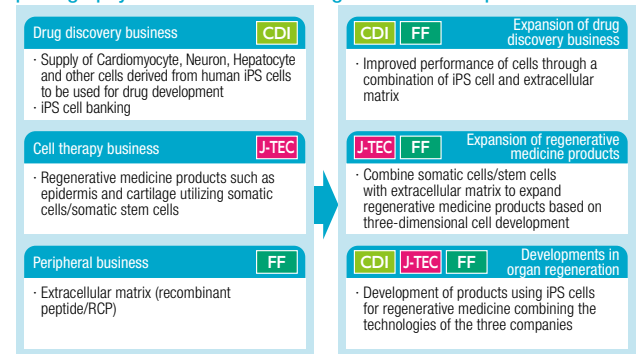 Drug discovery business CDI
· Supply of Cardiomyocyte, Neuron, Hepatocyte
and other cells derived from human iPS cells
to be used for drug development
· iPS cell banking
Cell therapy business J-TEC
· Regenerative medicine products such as
epidermis and cartilage utilizing somatic
cells/somatic stem cells
Peripheral business FF
· Extracellular matrix (recombinant
peptide/RCP)
CDI FF Expansion of drug
discovery business
· Improved performance of cells through a
combination of iPS cell and extracellular
matrix
J-TEC FF Expansion of regenerative
medicine products
· Combine somatic cells/stem cells
with extracellular matrix to expand
regenerative medicine products based on
three-dimensional cell development
CDI J-TEC FF Developments in
organ regeneration
· Development of products using iPS cells
for regenerative medicine combining the
technologies of the three companies